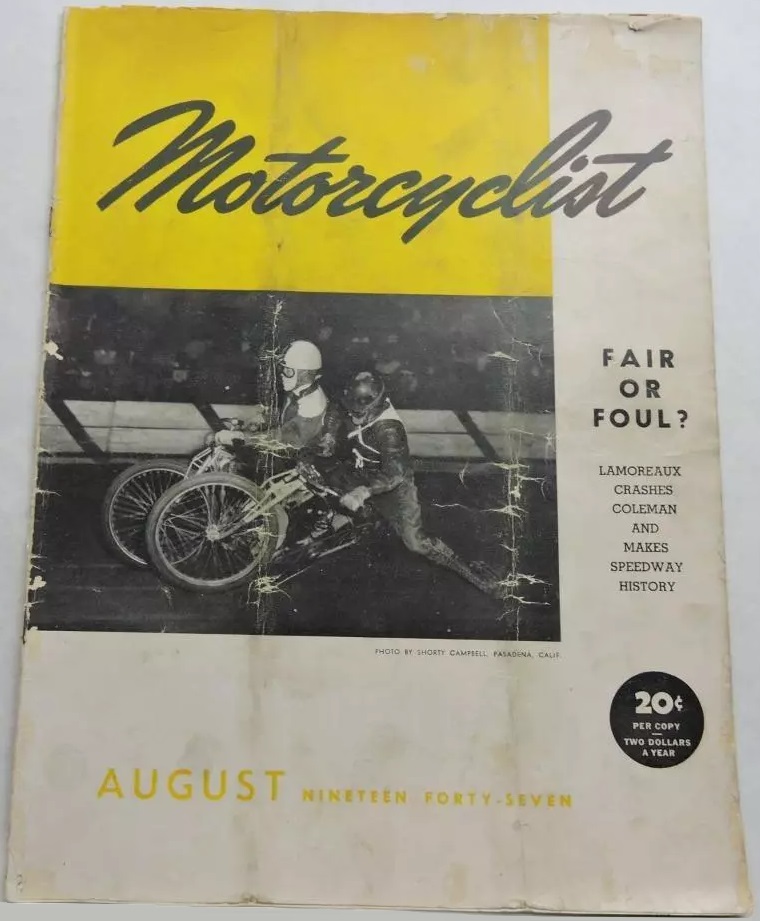 Motorcyclist
FAIR
OR
FOUL?
LAMOREAUX
CRASHES
COLEMAN
AND
MAKES
SPEEDWAY
HISTORY
PHOTO BY SHORTY CAMPBELL, PASADENA, CALIF.
20¢
PER COPY
—
TWO DOLLARS
A YEAR
AUGUST NINETEEN FORTY-SEVEN